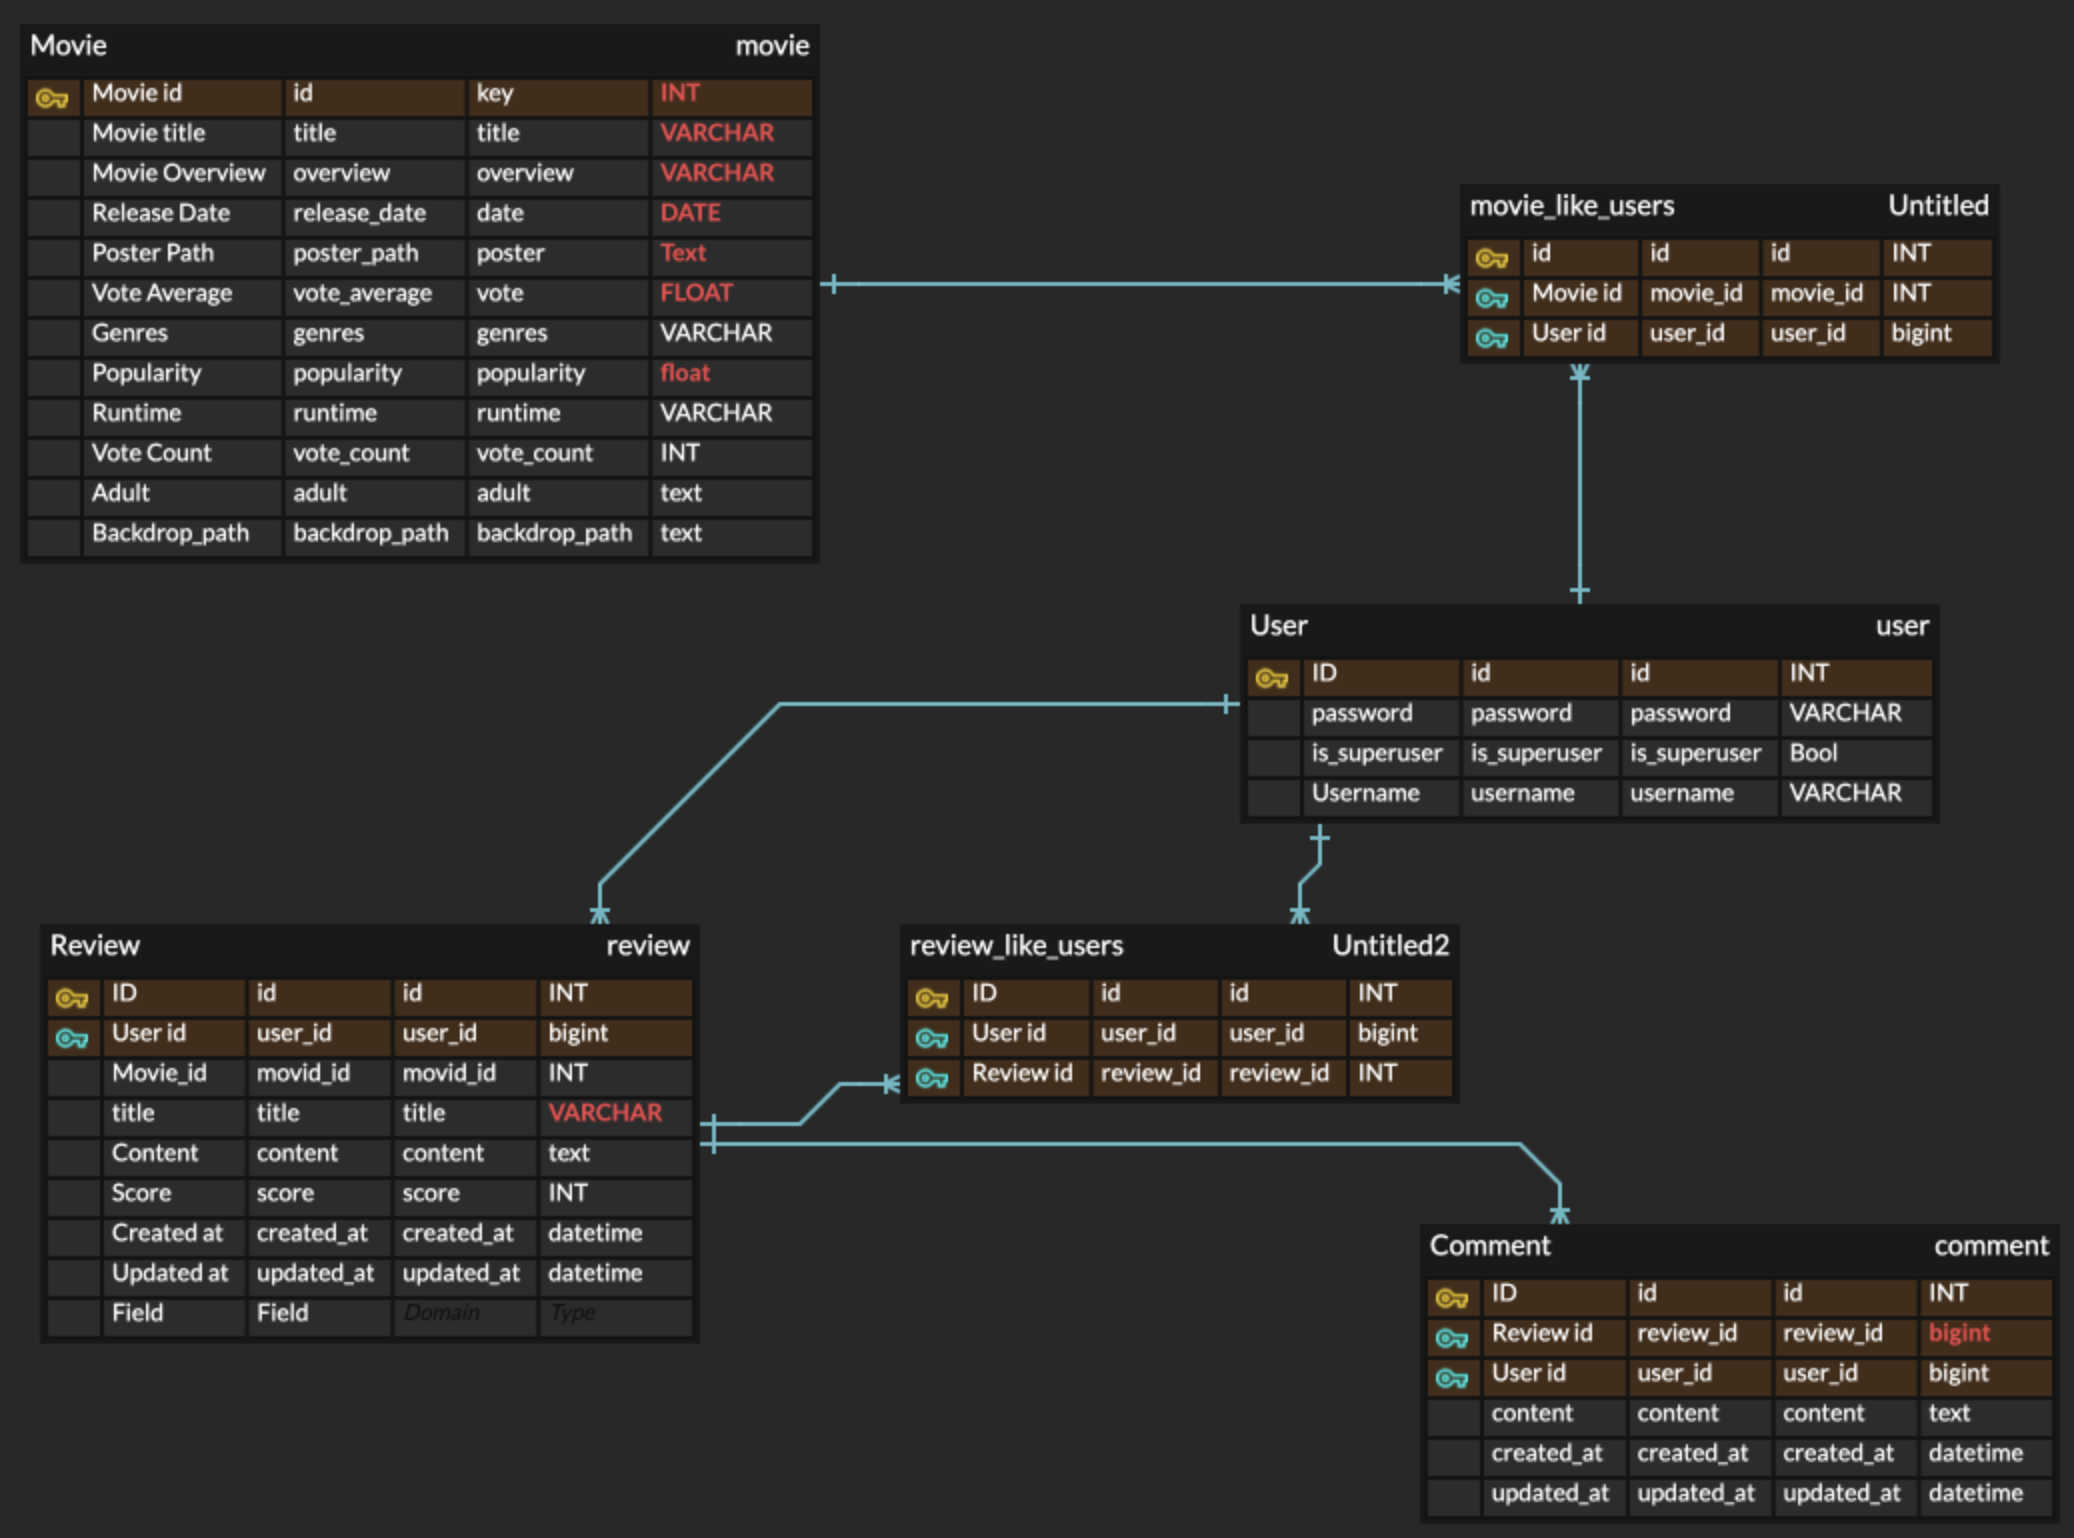 Movie movie
Movie id id key INT
Movie title title title VARCHAR
Movie Overview overview overview VARCHAR
Release Date release_date date DATE
Poster Path poster_path poster Text
Vote Average vote_average vote FLOAT
Genres genres genres VARCHAR
Popularity popularity popularity float
Runtime runtime runtime VARCHAR
Vote Count vote_count vote_count INT
Adult adult adult text
Backdrop_path backdrop_path backdrop_path text
movie_like_users Untitled
id id id INT
Movie id movie_id movie_id INT
User id user_id user_id bigint
User user
ID id id INT
password password password VARCHAR
is_superuser is_superuser is_superuser Bool
Username username username VARCHAR
Review review
ID id id INT
User id user_id user_id bigint
Movie_id movid_id movid_id INT
title title title VARCHAR
Content content content text
Score score score INT
Created at created_at created_at datetime
Updated at updated_at updated_at datetime
Field Field Domain Type
review_like_users Untitled2
ID id id INT
User id user_id user_id bigint
Review id review_id review_id INT
Comment comment
ID id id INT
Review id review_id review_id bigint
User id user_id user_id bigint
content content content text
created_at created_at created_at datetime
updated_at updated_at updated_at datetime